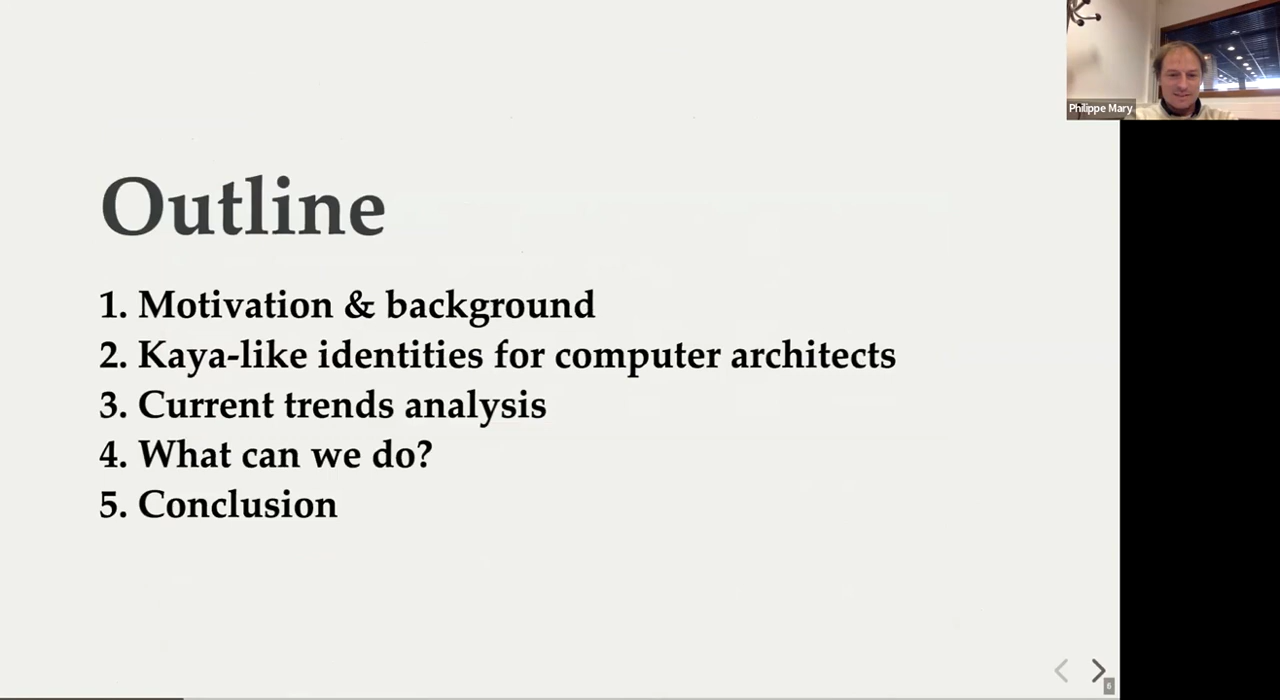 Philippe Mary
Outline
1. Motivation & background
2. Kaya-like identities for computer architects
3. Current trends analysis
4. What can we do?
5. Conclusion
6